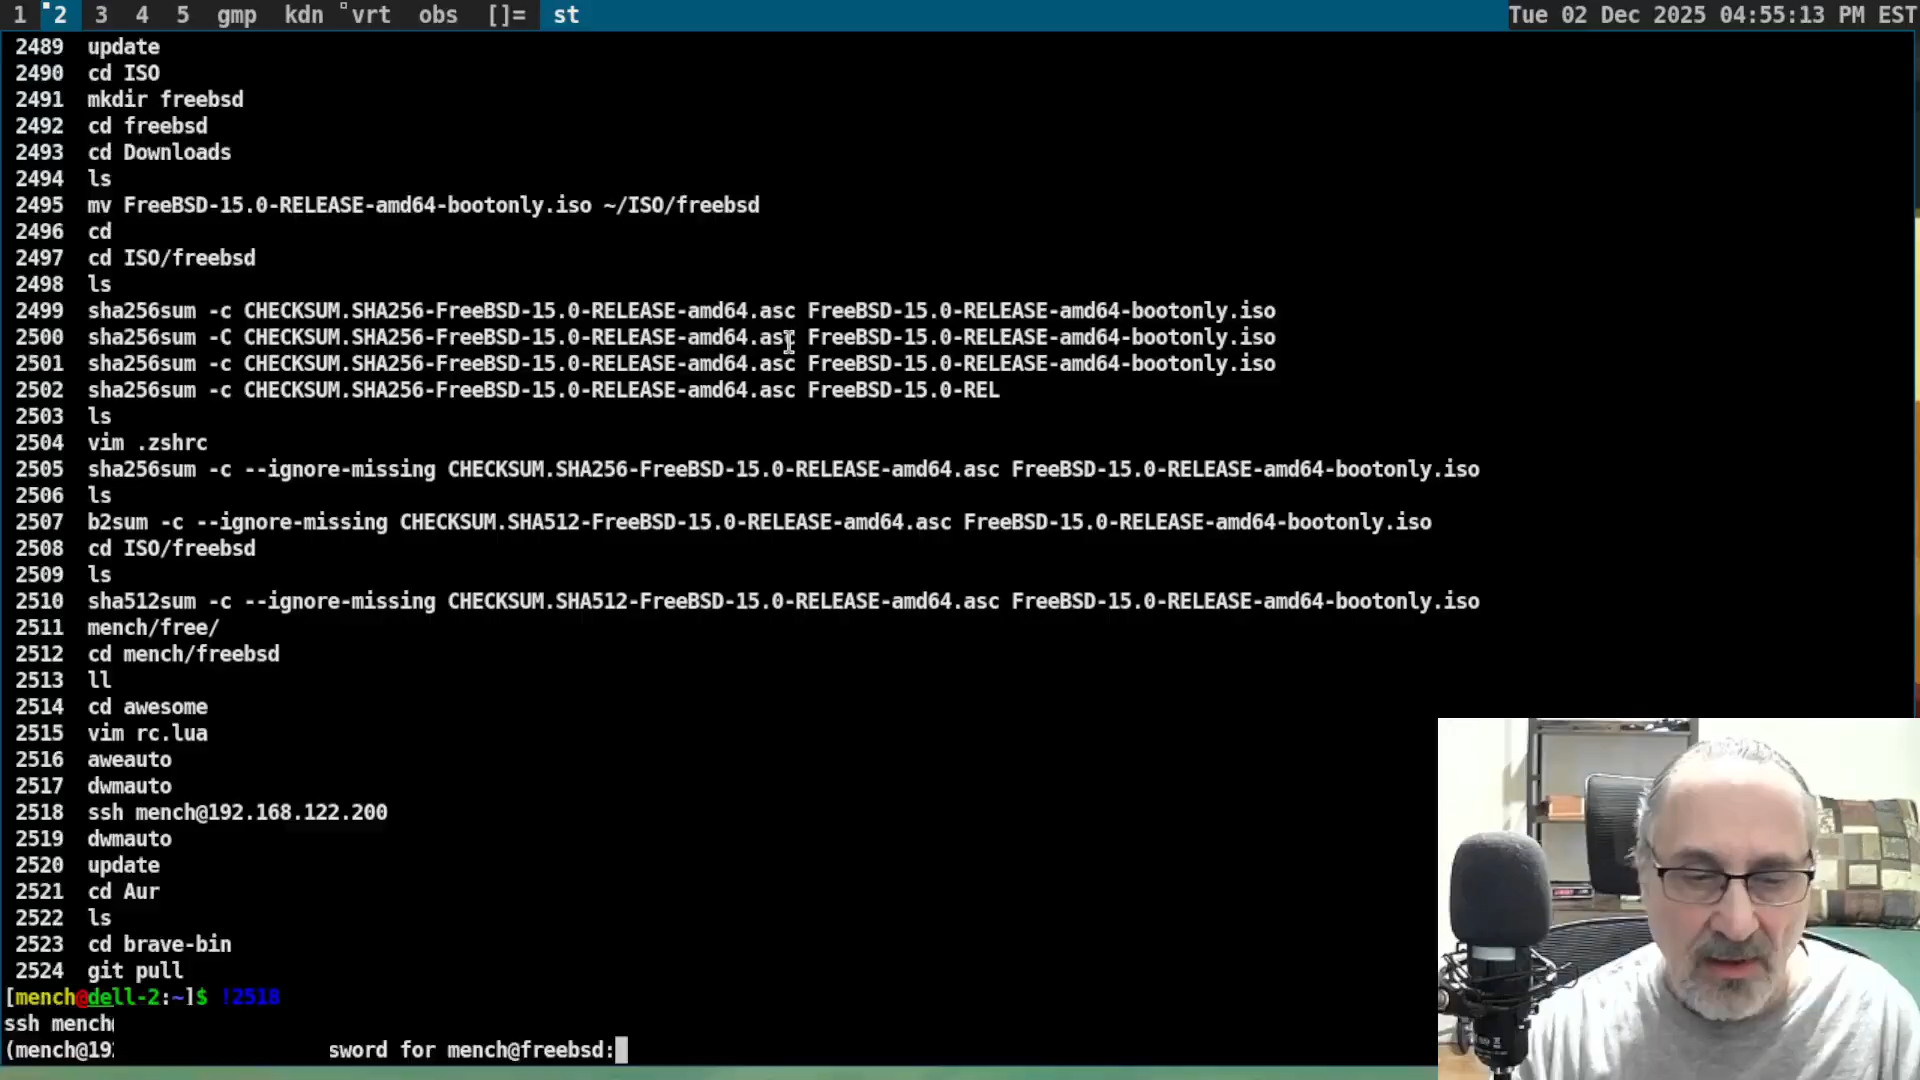 1 2 3 4 5 gmp kdn vrt obs []= st Tue 02 Dec 2025 04:55:13 PM EST
2489 update
2490 cd ISO
2491 mkdir freebsd
2492 cd freebsd
2493 cd Downloads
2494 ls
2495 mv FreeBSD-15.0-RELEASE-amd64-bootonly.iso ~/ISO/freebsd
2496 cd
2497 cd ISO/freebsd
2498 ls
2499 sha256sum -c CHECKSUM.SHA256-FreeBSD-15.0-RELEASE-amd64.asc FreeBSD-15.0-RELEASE-amd64-bootonly.iso
2500 sha256sum -C CHECKSUM.SHA256-FreeBSD-15.0-RELEASE-amd64.asc FreeBSD-15.0-RELEASE-amd64-bootonly.iso
2501 sha256sum -c CHECKSUM.SHA256-FreeBSD-15.0-RELEASE-amd64.asc FreeBSD-15.0-RELEASE-amd64-bootonly.iso
2502 sha256sum -c CHECKSUM.SHA256-FreeBSD-15.0-RELEASE-amd64.asc FreeBSD-15.0-REL
2503 ls
2504 vim .zshrc
2505 sha256sum -c --ignore-missing CHECKSUM.SHA256-FreeBSD-15.0-RELEASE-amd64.asc FreeBSD-15.0-RELEASE-amd64-bootonly.iso
2506 ls
2507 b2sum -c --ignore-missing CHECKSUM.SHA512-FreeBSD-15.0-RELEASE-amd64.asc FreeBSD-15.0-RELEASE-amd64-bootonly.iso
2508 cd ISO/freebsd
2509 ls
2510 sha512sum -c --ignore-missing CHECKSUM.SHA512-FreeBSD-15.0-RELEASE-amd64.asc FreeBSD-15.0-RELEASE-amd64-bootonly.iso
2511 mench/free/
2512 cd mench/freebsd
2513 ll
2514 cd awesome
2515 vim rc.lua
2516 aweauto
2517 dwmauto
2518 ssh mench@192.168.122.200
2519 dwmauto
2520 update
2521 cd Aur
2522 ls
2523 cd brave-bin
2524 git pull
[mench@dell-2:~]$ !2518
ssh mench
(mench@19 sword for mench@freebsd: